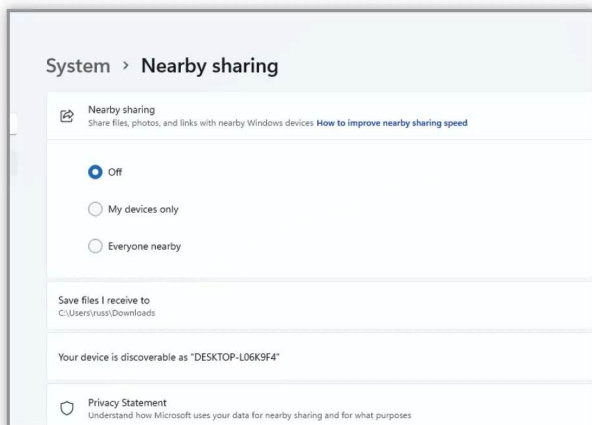 System > Nearby sharing
Nearby sharing
Share files, photos, and links with nearby Windows devices How to improve nearby sharing speed
Off
My devices only
Everyone nearby
Save files I receive to
C:\Users\russ\Downloads
Your device is discoverable as "DESKTOP-L06K9F4"
Privacy Statement
Understand how Microsoft uses your data for nearby sharing and for what purposes